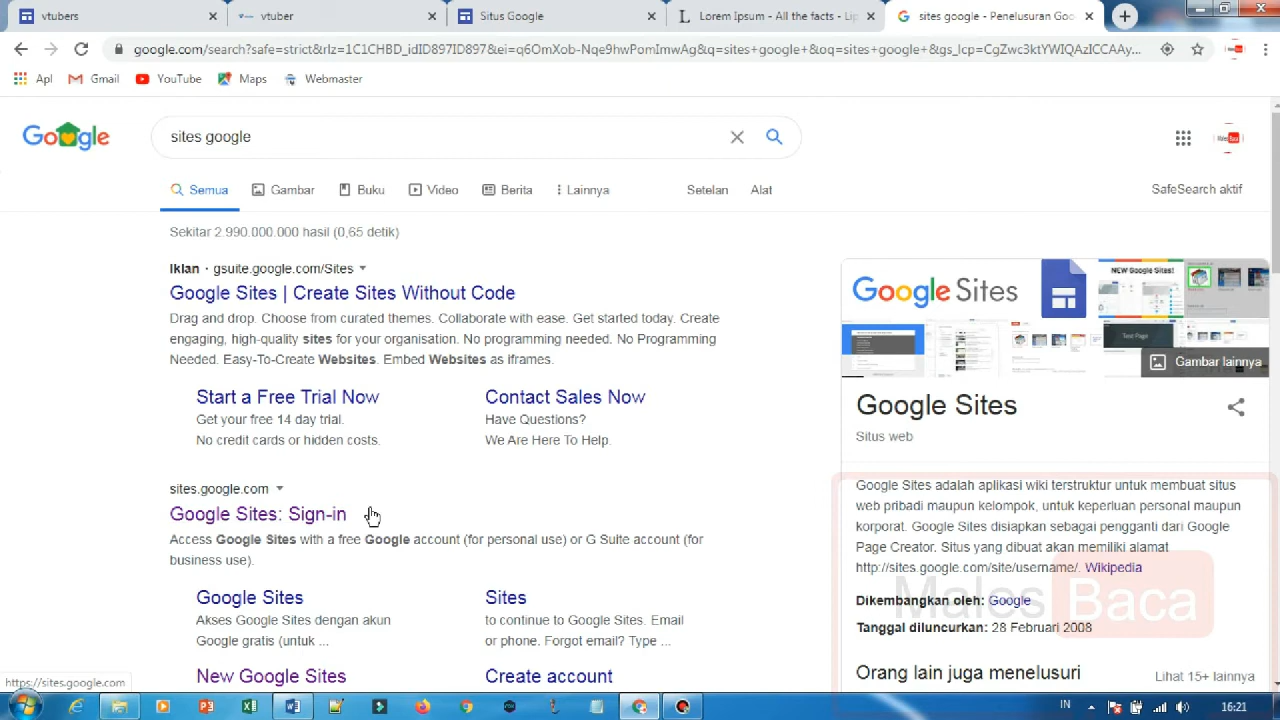 vtubers
vtuber
Situs Google
Lorem Ipsum - All the facts - Lip
sites google - Penelusuran Goo
google.com/search?safe=strict&rlz=1C1CHBD_idID897ID897&ei=q6OmXob-Nqe9hwPomImwAg&q=sites+google+&oq=sites+google+&gs_lcp=CgZwc3ktYWIQAzICCAAy...
Apl
Gmail
YouTube
Maps
Webmaster
Google
sites google
Semua
Gambar
Buku
Video
Berita
Lainnya
Setelan
Alat
SafeSearch aktif
Sekitar 2.990.000.000 hasil (0,65 detik)
Iklan · gsuite.google.com/Sites
Google Sites | Create Sites Without Code
Drag and drop. Choose from curated themes. Collaborate with ease. Get started today. Create
engaging, high-quality sites for your organisation. No programming needed. No Programming
Needed. Easy-To-Create Websites. Embed Websites as iframes.
Start a Free Trial Now
Get your free 14 day trial.
No credit cards or hidden costs.
Contact Sales Now
Have Questions?
We Are Here To Help.
sites.google.com
Google Sites: Sign-in
Access Google Sites with a free Google account (for personal use) or G Suite account (for
business use).
Google Sites
Akses Google Sites dengan akun
Google gratis (untuk ...
Sites
to continue to Google Sites. Email
or phone. Forgot email? Type ...
New Google Sites
Create account
https://sites.google.com
Google Sites
NEW Google Sites!
Test Page
Gambar lainnya
Google Sites
Situs web
Google Sites adalah aplikasi wiki terstruktur untuk membuat situs
web pribadi maupun kelompok, untuk keperluan personal maupun
korporat. Google Sites disiapkan sebagai pengganti dari Google
Page Creator. Situs yang dibuat akan memiliki alamat
http://sites.google.com/site/username/. Wikipedia
Dikembangkan oleh: Google
Tanggal diluncurkan: 28 Februari 2008
Males Baca
Orang lain juga menelusuri
Lihat 15+ lainnya
IN
16:21